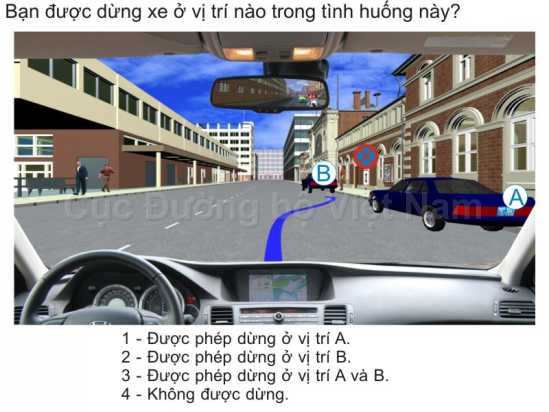 Bạn được dừng xe ở vị trí nào trong tình huống này?
B
A
Cục Đường bộ Việt Nam
1 - Được phép dừng ở vị trí A.
2 - Được phép dừng ở vị trí B.
3 - Được phép dừng ở vị trí A và B.
4 - Không được dừng.